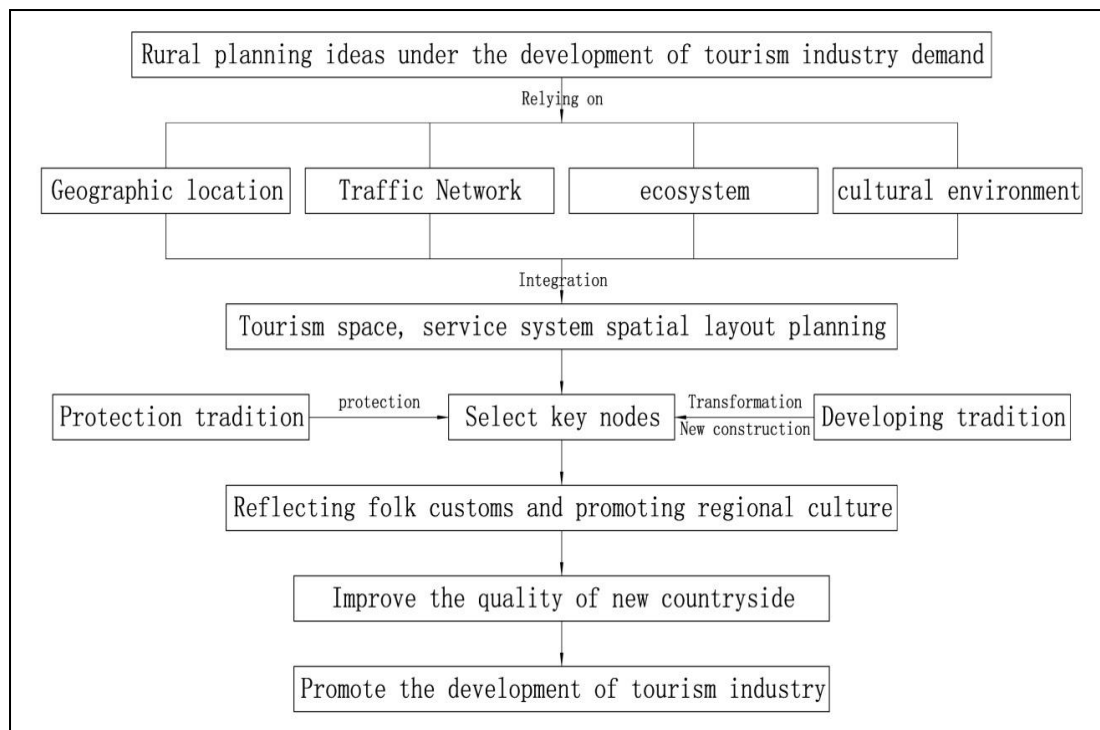 Rural planning ideas under the development of tourism industry demand
Relying on
Geographic location
Traffic Network
ecosystem
cultural environment
Integration
Tourism space, service system spatial layout planning
Protection tradition
protection
Select key nodes
Transformation
New construction
Developing tradition
Reflecting folk customs and promoting regional culture
Improve the quality of new countryside
Promote the development of tourism industry